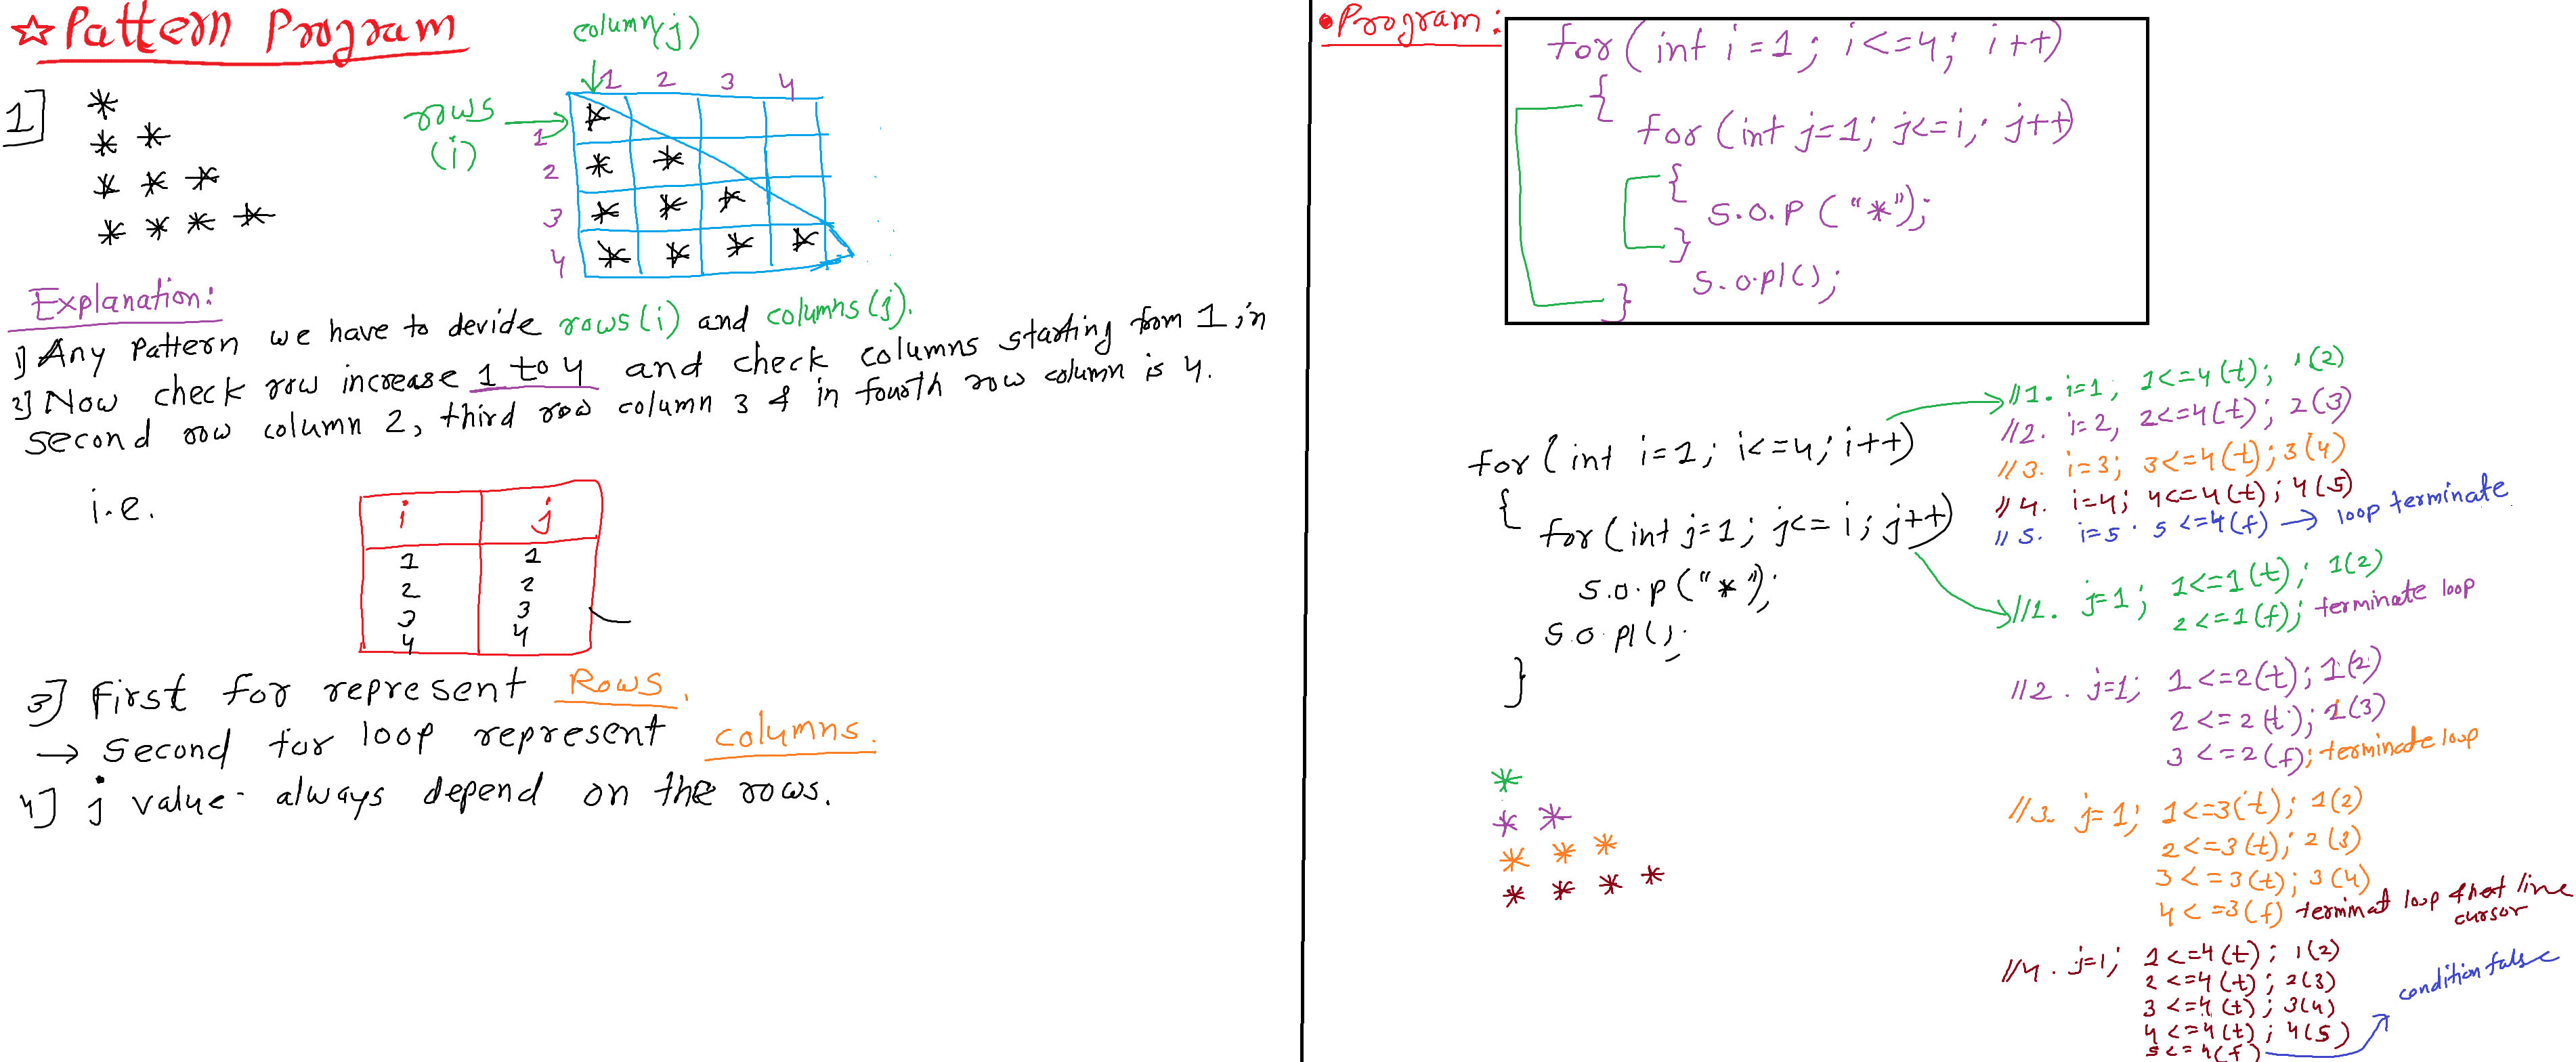 ☆ Pattern Program
column(j)
1 2 3 4
rows
(i)
1
2
3
4
1]
*
* *
* * *
* * * *
*
* *
* * *
* * * *
Explanation:
1) Any Pattern we have to devide rows(i) and columns(j).
2) Now check row increase 1 to 4 and check columns starting from 1, in
second row column 2, third row column 3 & in fourth row column is 4.
i.e.
i j
1 1
2 2
3 3
4 4
3] First for represent Rows.
→ Second for loop represent columns.
4] j value always depend on the rows.
• Program:
for(int i=1; i<=4; i++)
{
for(int j=1; j<=i; j++)
{
S.O.P("*");
}
S.O.Pl();
}
for(int i=1; i<=4; i++)
{
for(int j=1; j<=i; j++)
S.O.P("*");
S.O.Pl();
}
//1. i=1; 1<=4(t); 1(2)
//2. i=2, 2<=4(t); 2(3)
//3. i=3; 3<=4(t); 3(4)
//4. i=4; 4<=4(t); 4(5)
//5. i=5. 5<=4(f) → loop terminate
//1. j=1; 1<=1(t); 1(2)
2<=1(f); terminate loop
//2. j=1; 1<=2(t); 1(2)
2<=2(t); 2(3)
3<=2(f); terminate loop
//3. j=1; 1<=3(t); 1(2)
2<=3(t); 2(3)
3<=3(t); 3(4)
4<=3(f) terminat loop line
cursor
//4. j=1; 1<=4(t); 1(2)
2<=4(t); 2(3)
3<=4(t); 3(4)
4<=4(t); 4(5)
5<=4(f)
condition false
*
* *
* * *
* * * *